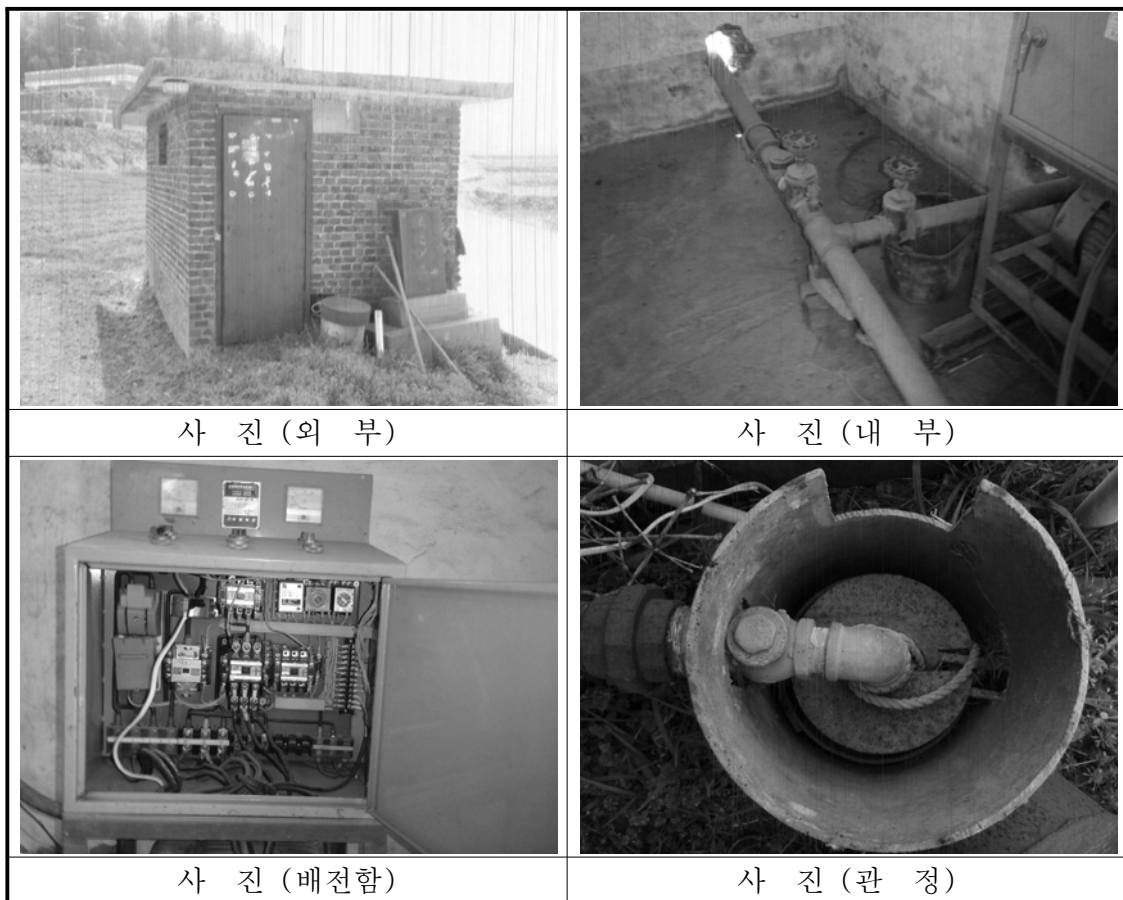 사 진 (외 부)
사 진 (내 부)
사 진 (배전함)
사 진 (관 정)